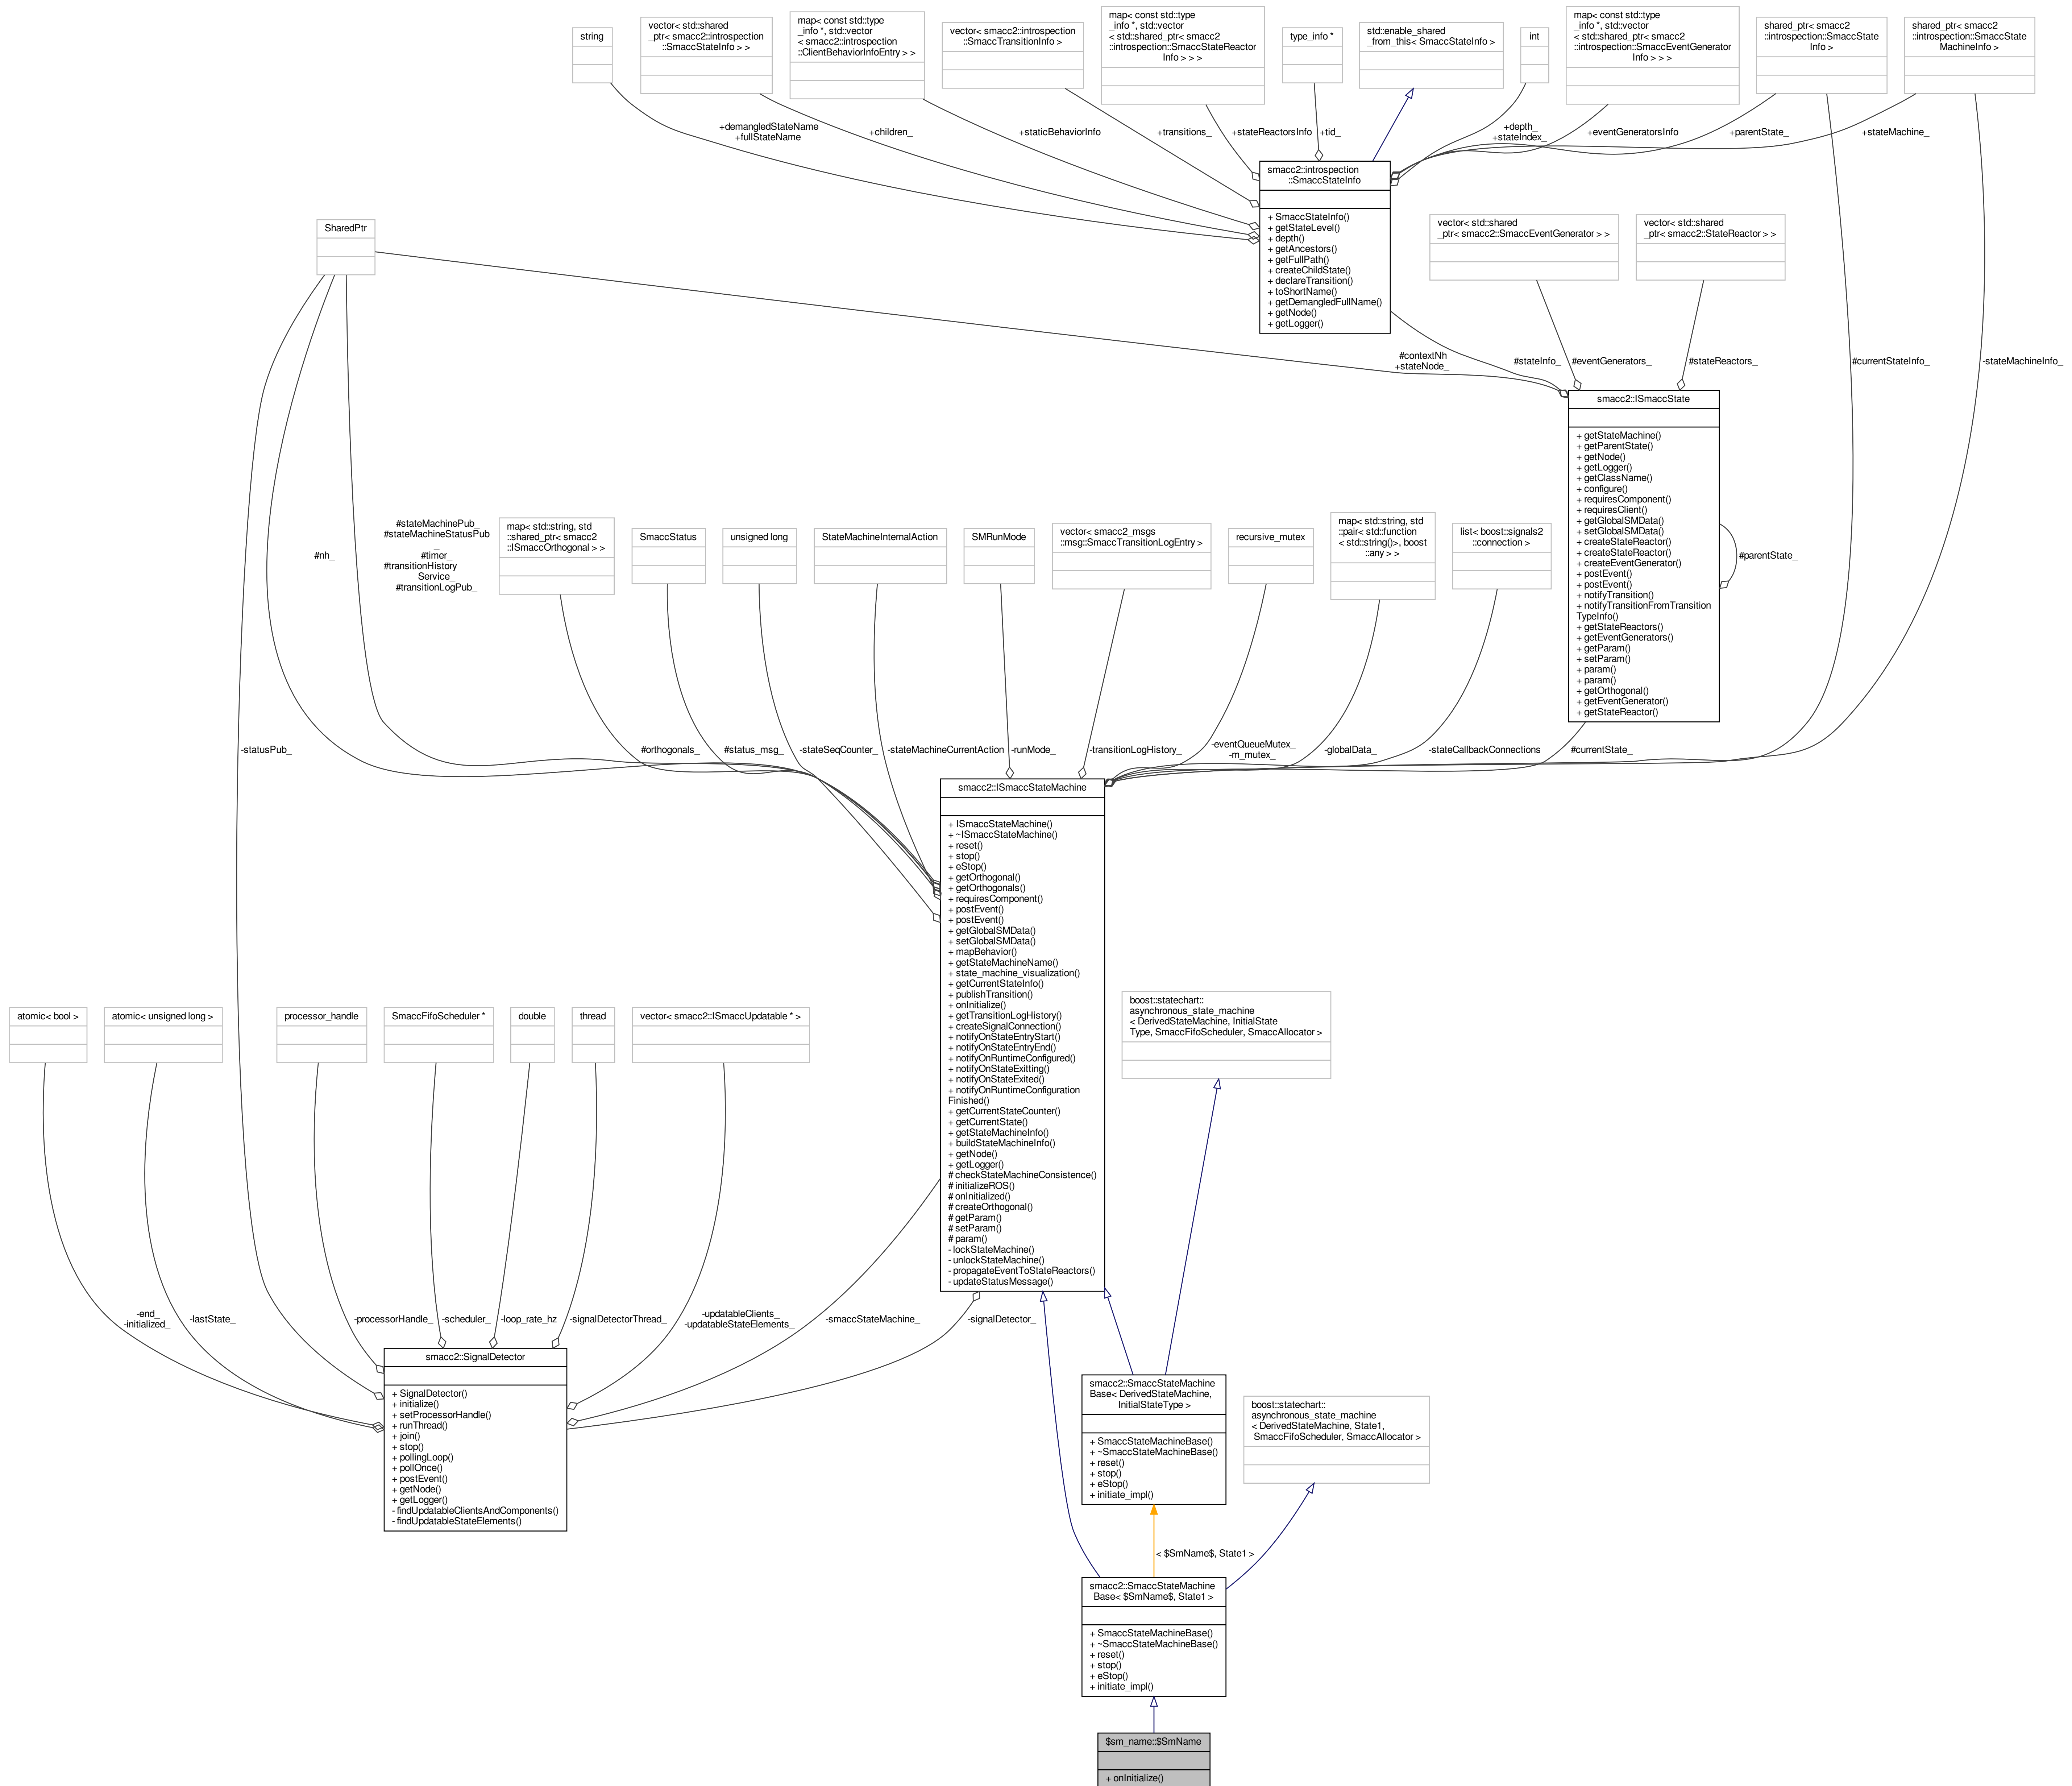 string
vector< std::shared
_ptr< smacc2::introspection
::SmaccStateInfo > >
map< const std::type
_info *, std::vector
< smacc2::introspection
::ClientBehaviorInfoEntry > >
vector< smacc2::introspection
::SmaccTransitionInfo >
map< const std::type
_info *, std::vector
< std::shared_ptr< smacc2
::introspection::SmaccStateReactor
Info > > >
type_info *
std::enable_shared
_from_this< SmaccStateInfo >
int
map< const std::type
_info *, std::vector
< std::shared_ptr< smacc2
::introspection::SmaccEventGenerator
Info > > >
shared_ptr< smacc2
::introspection::SmaccState
Info >
shared_ptr< smacc2
::introspection::SmaccState
MachineInfo >
+demangledStateName
+fullStateName
+children_
+staticBehaviorInfo
+transitions_
+stateReactorsInfo
+tid_
+depth_
+stateIndex_
+eventGeneratorsInfo
+parentState_
+stateMachine_
smacc2::introspection
::SmaccStateInfo
+ SmaccStateInfo()
+ getStateLevel()
+ depth()
+ getAncestors()
+ getFullPath()
+ createChildState()
+ declareTransition()
+ toShortName()
+ getDemangledFullName()
+ getNode()
+ getLogger()
SharedPtr
vector< std::shared
_ptr< smacc2::SmaccEventGenerator > >
vector< std::shared
_ptr< smacc2::StateReactor > >
#contextNh
+stateNode_
#stateInfo_
#eventGenerators_
#stateReactors_
#currentStateInfo_
-stateMachineInfo_
smacc2::ISmaccState
+ getStateMachine()
+ getParentState()
+ getNode()
+ getLogger()
+ getClassName()
+ configure()
+ requiresComponent()
+ requiresClient()
+ getGlobalSMData()
+ setGlobalSMData()
+ createStateReactor()
+ createStateReactor()
+ createEventGenerator()
+ postEvent()
+ postEvent()
+ notifyTransition()
+ notifyTransitionFromTransition
TypeInfo()
+ getStateReactors()
+ getEventGenerators()
+ getParam()
+ setParam()
+ param()
+ param()
+ getOrthogonal()
+ getEventGenerator()
+ getStateReactor()
#parentState_
#nh_
#stateMachinePub_
#stateMachineStatusPub
_
#timer_
#transitionHistory
Service_
#transitionLogPub_
map< std::string, std
::shared_ptr< smacc2
::ISmaccOrthogonal > >
SmaccStatus
unsigned long
StateMachineInternalAction
SMRunMode
vector< smacc2_msgs
::msg::SmaccTransitionLogEntry >
recursive_mutex
map< std::string, std
::pair< std::function
< std::string()>, boost
::any > >
list< boost::signals2
::connection >
-statusPub_
#orthogonals_
#status_msg_
-stateSeqCounter_
-stateMachineCurrentAction
-runMode_
-transitionLogHistory_
-eventQueueMutex_
-m_mutex_
-globalData_
-stateCallbackConnections
#currentState_
smacc2::ISmaccStateMachine
+ ISmaccStateMachine()
+ ~ISmaccStateMachine()
+ reset()
+ stop()
+ eStop()
+ getOrthogonal()
+ getOrthogonals()
+ requiresComponent()
+ postEvent()
+ postEvent()
+ getGlobalSMData()
+ setGlobalSMData()
+ mapBehavior()
+ getStateMachineName()
+ state_machine_visualization()
+ getCurrentStateInfo()
+ publishTransition()
+ onInitialize()
+ getTransitionLogHistory()
+ createSignalConnection()
+ notifyOnStateEntryStart()
+ notifyOnStateEntryEnd()
+ notifyOnRuntimeConfigured()
+ notifyOnStateExitting()
+ notifyOnStateExited()
+ notifyOnRuntimeConfiguration
Finished()
+ getCurrentStateCounter()
+ getCurrentState()
+ getStateMachineInfo()
+ buildStateMachineInfo()
+ getNode()
+ getLogger()
# checkStateMachineConsistence()
# initializeROS()
# onInitialized()
# createOrthogonal()
# getParam()
# setParam()
# param()
- lockStateMachine()
- unlockStateMachine()
- propagateEventToStateReactors()
- updateStatusMessage()
atomic< bool >
atomic< unsigned long >
processor_handle
SmaccFifoScheduler *
double
thread
vector< smacc2::ISmaccUpdatable * >
boost::statechart::
asynchronous_state_machine
< DerivedStateMachine, InitialState
Type, SmaccFifoScheduler, SmaccAllocator >
-end_
-initialized_
-lastState_
-processorHandle_
-scheduler_
-loop_rate_hz
-signalDetectorThread_
-updatableClients_
-updatableStateElements_
-smaccStateMachine_
-signalDetector_
smacc2::SignalDetector
+ SignalDetector()
+ initialize()
+ setProcessorHandle()
+ runThread()
+ join()
+ stop()
+ pollingLoop()
+ pollOnce()
+ postEvent()
+ getNode()
+ getLogger()
- findUpdatableClientsAndComponents()
- findUpdatableStateElements()
smacc2::SmaccStateMachine
Base< DerivedStateMachine,
InitialStateType >
+ SmaccStateMachineBase()
+ ~SmaccStateMachineBase()
+ reset()
+ stop()
+ eStop()
+ initiate_impl()
boost::statechart::
asynchronous_state_machine
< DerivedStateMachine, State1,
SmaccFifoScheduler, SmaccAllocator >
< $SmName$, State1 >
smacc2::SmaccStateMachine
Base< $SmName$, State1 >
+ SmaccStateMachineBase()
+ ~SmaccStateMachineBase()
+ reset()
+ stop()
+ eStop()
+ initiate_impl()
$sm_name::$SmName
+ onInitialize()